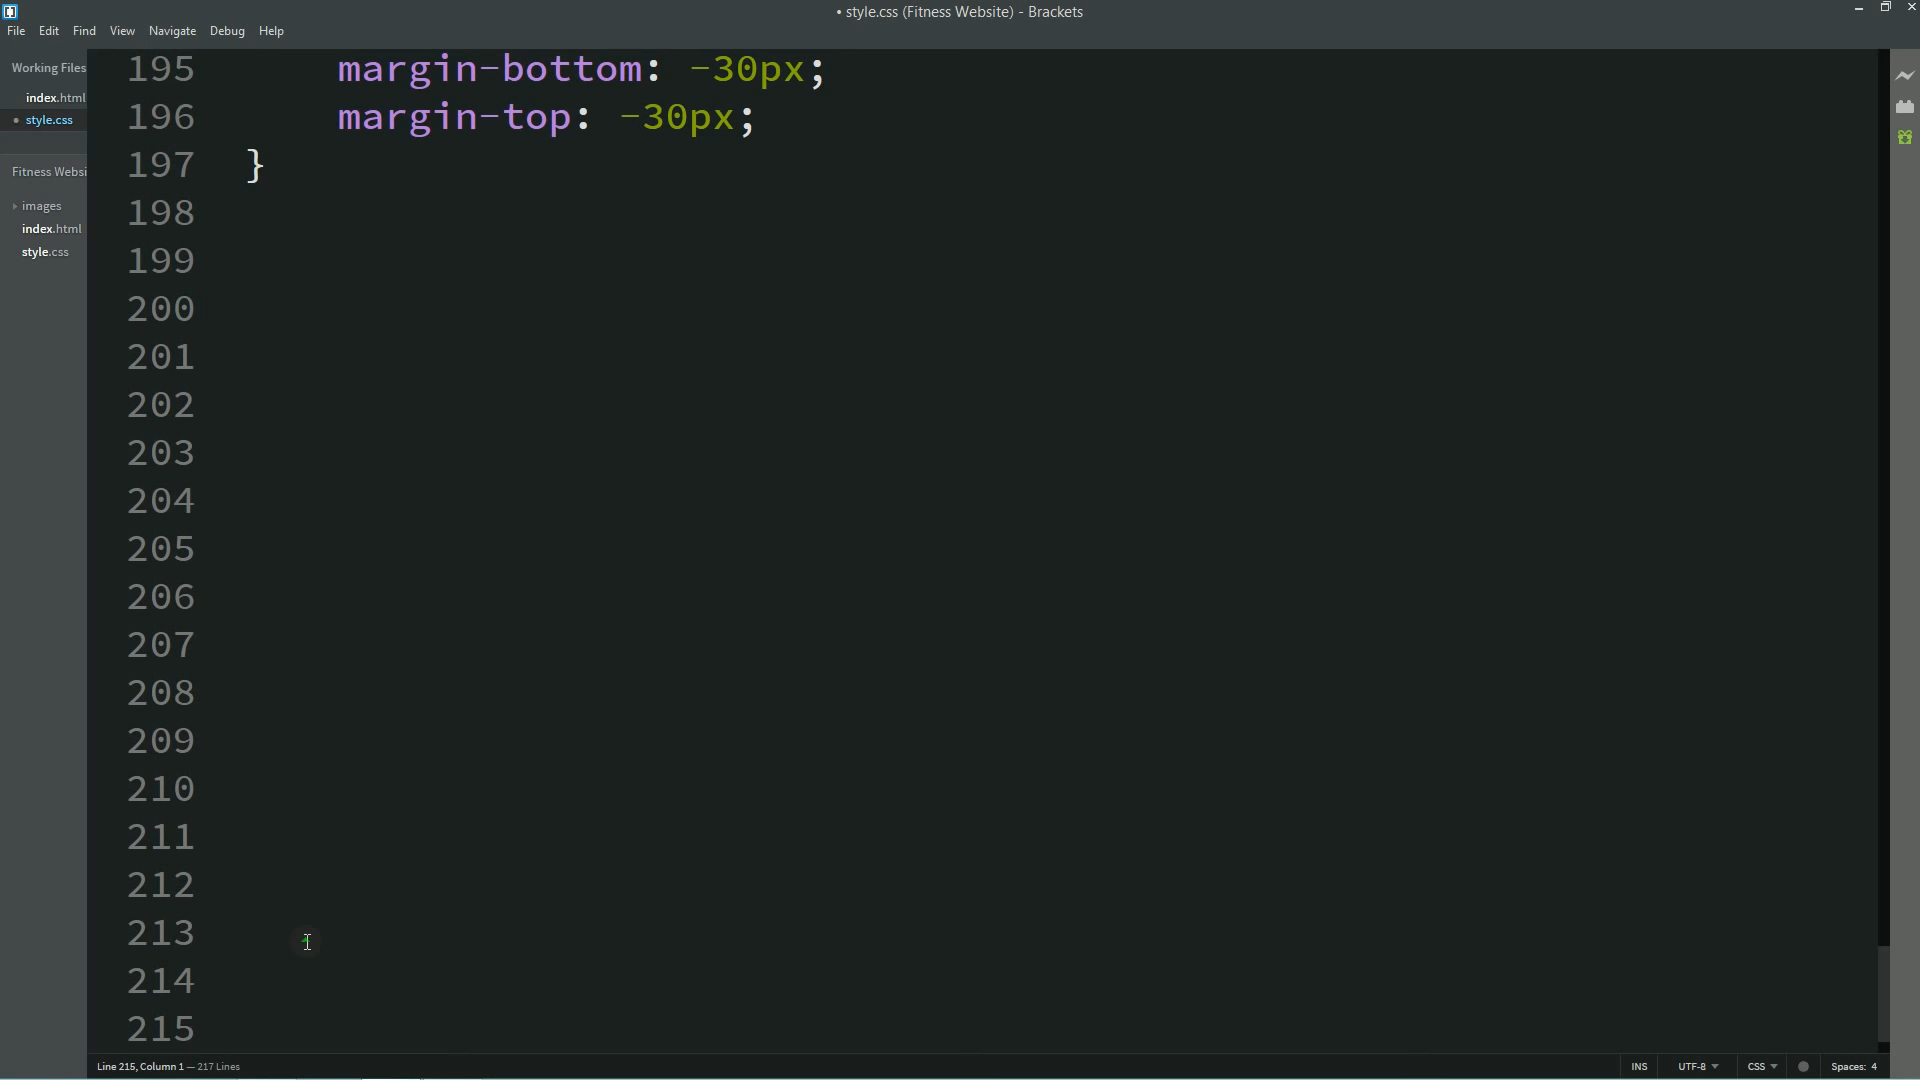 • style.css (Fitness Website) - Brackets
File Edit Find View Navigate Debug Help
Working Files
index.html
• style.css
Fitness Websi
images
index.html
style.css
195 margin-bottom: -30px;
196 margin-top: -30px;
197 }
198
199
200
201
202
203
204
205
206
207
208
209
210
211
212
213
214
215
Line 215, Column 1 — 217 Lines
INS UTF-8 CSS Spaces: 4